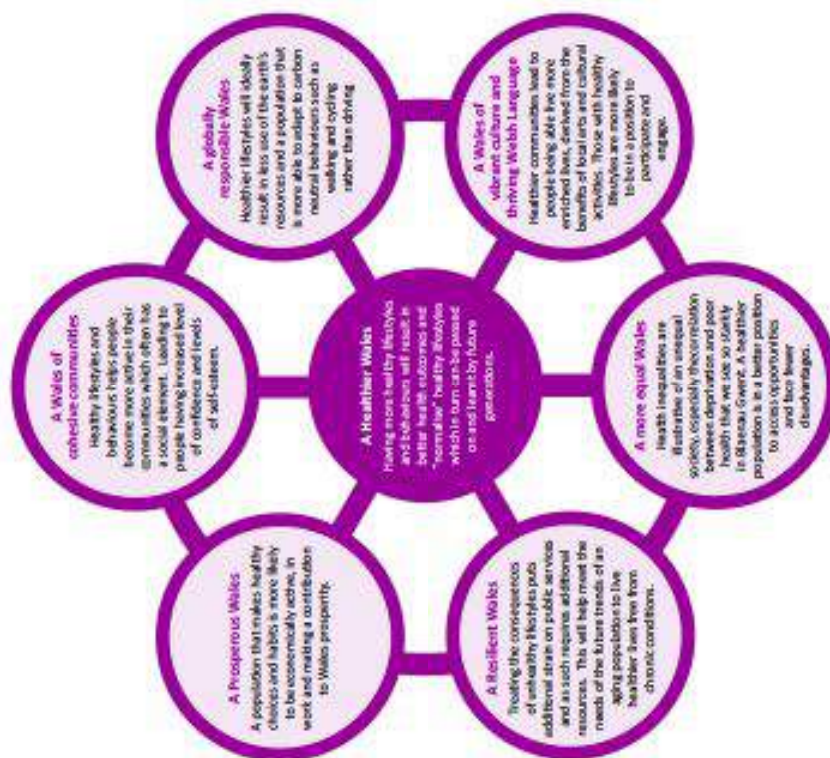 A Prosperous Wales
A population that makes healthy
choices and habits is more likely
to be economically active, in
work and making a contribution
to Wales prosperity.
A Wales of
cohesive communities
Healthy lifestyles and
behaviours helps people
become more active in their
communities which often has
a social element. Leading to
people having increased level
of confidence and levels
of self-esteem.
A globally
responsible Wales
Healthier lifestyles will ideally
result in less use of the earth's
resources and a population that
is more able to adapt to carbon
neutral behaviours such as
walking and cycling
rather than driving
A Healthier Wales
Having more healthy lifestyles
and behaviours will result in
better health outcomes and
"normalise" healthy lifestyles
which in turn can be passed
on and learnt by future
generations.
A Resilient Wales
Treating the consequences
of unhealthy lifestyles puts
additional strain on public services
and as such requires additional
resources. This will help meet the
needs of the future trends of an
aging population to live
healthier lives free from
chronic conditions.
A more equal Wales
Health inequalities are
illustrative of an unequal
society, especially the correlation
between deprivation and poor
health that we see so starkly
in Blaenau Gwent. A healthier
population is in a better position
to access opportunities
and face fewer
disadvantages.
A Wales of
vibrant culture and
thriving Welsh Language
Healthier communities lead to
people being able live more
enriched lives, derived from the
benefits of local arts and cultural
activities. Those with healthy
lifestyles are more likely
to be in a position to
participate and
engage.